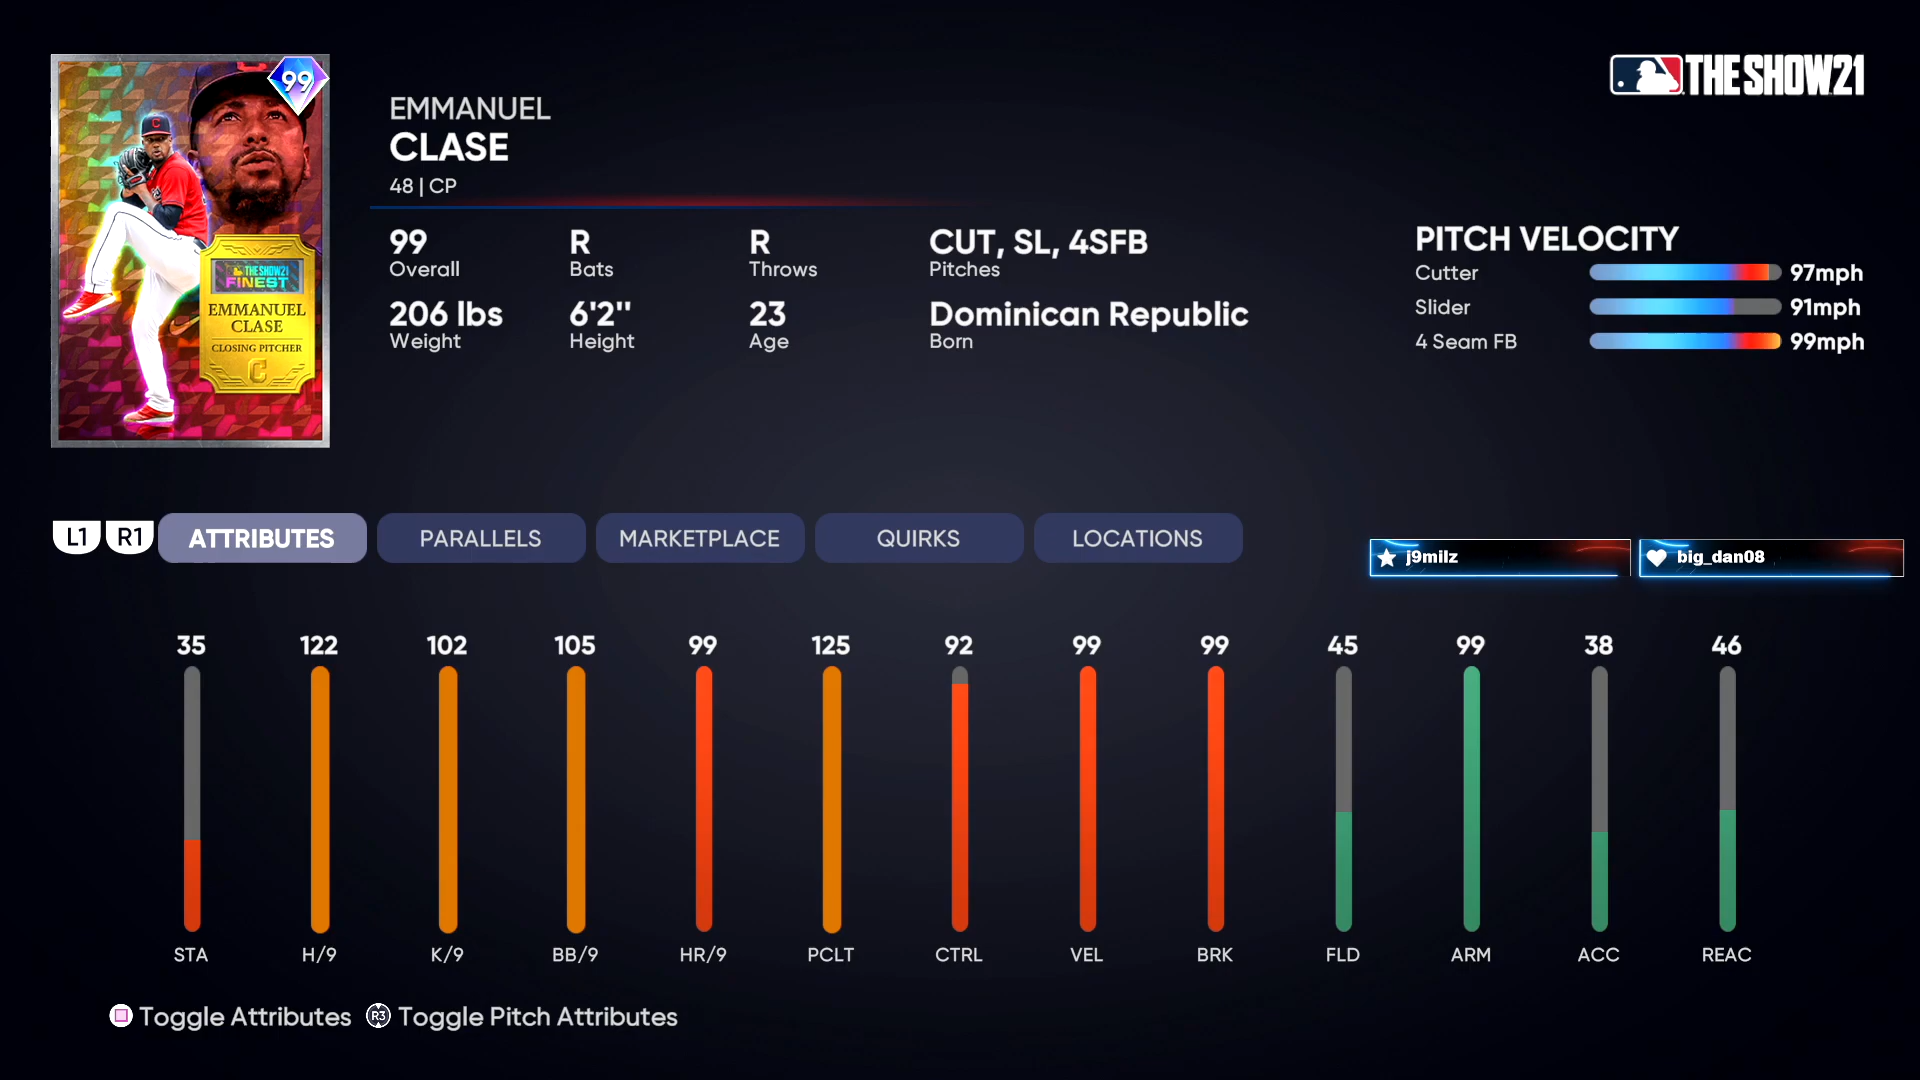 99
C
THE SHOW21
FINEST
EMMANUEL
CLASE
CLOSING PITCHER
C
EMMANUEL
CLASE
48 | CP
THE SHOW21
99
Overall
R
Bats
R
Throws
CUT, SL, 4SFB
Pitches
206 lbs
Weight
6'2''
Height
23
Age
Dominican Republic
Born
PITCH VELOCITY
Cutter 97mph
Slider 91mph
4 Seam FB 99mph
L1 R1 ATTRIBUTES PARALLELS MARKETPLACE QUIRKS LOCATIONS
j9milz big_dan08
35 122 102 105 99 125 92 99 99 45 99 38 46
STA H/9 K/9 BB/9 HR/9 PCLT CTRL VEL BRK FLD ARM ACC REAC
Toggle Attributes R3 Toggle Pitch Attributes